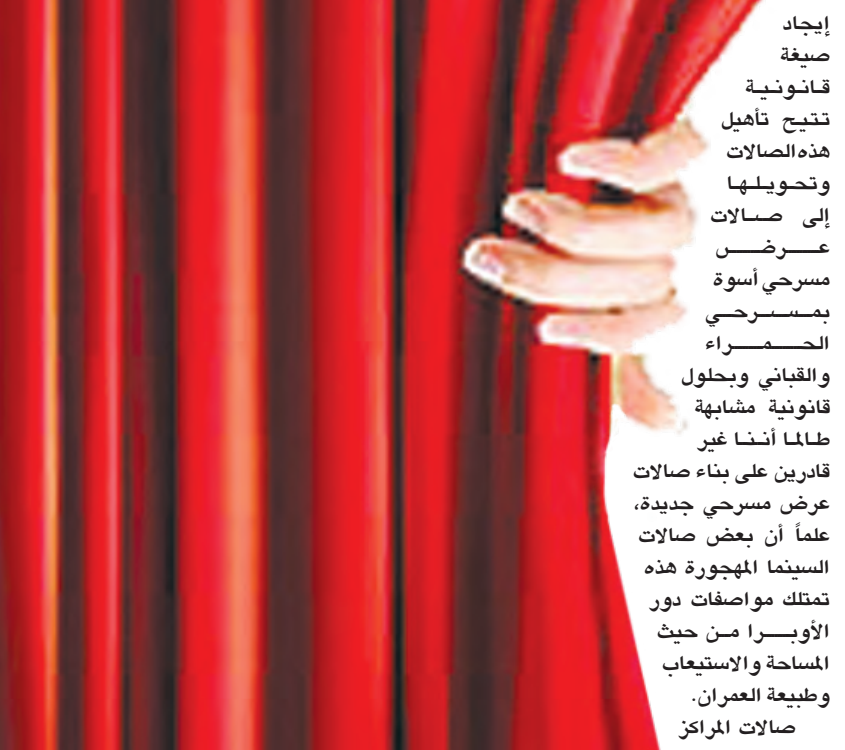 إيجاد
صيغة
قانونية
تتيح تأهيل
هذه الصالات
وتحويلها
إلى صالات
عرض
مسرحي أسوة
بمسرحي
الحمراء
والقباني وبحلول
قانونية مشابهة
طالما أننا غير
قادرين على بناء صالات
عرض مسرحي جديدة،
علماً أن بعض صالات
السينما المهجورة هذه
تمتلك مواصفات دور
الأوبرا من حيث
المساحة والاستيعاب
وطبيعة العمران.
صالات المراكز